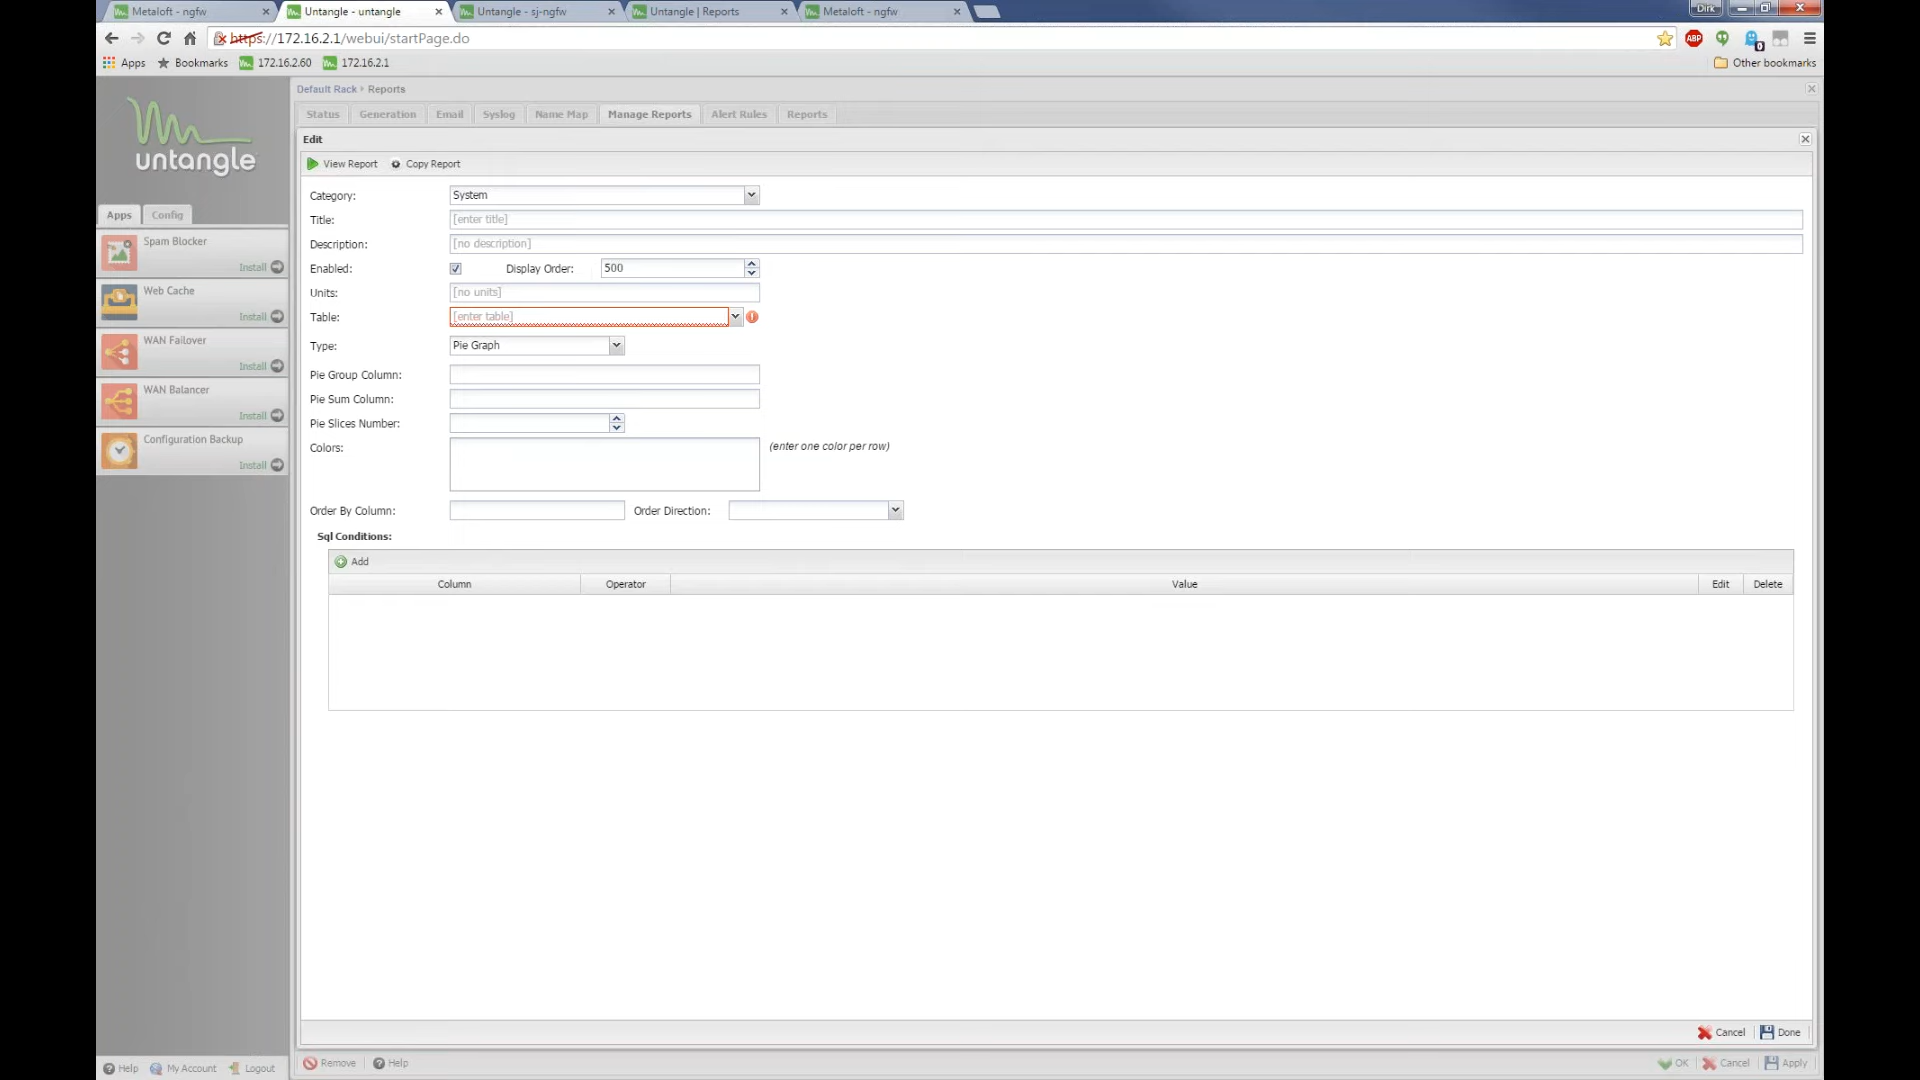 Metaloft - ngfw × Untangle - untangle × Untangle - sj-ngfw × Untangle | Reports × Metaloft - ngfw × Dirk
https://172.16.2.1/webui/startPage.do ABP 0
Apps Bookmarks 172.16.2.60 172.16.2.1 Other bookmarks
untangle
Apps Config
Spam Blocker
Install
Web Cache
Install
WAN Failover
Install
WAN Balancer
Install
Configuration Backup
Install
Help My Account Logout
Default Rack Reports
Status Generation Email Syslog Name Map Manage Reports Alert Rules Reports
Edit
View Report Copy Report
Category: System
Title: [enter title]
Description: [no description]
Enabled: Display Order: 500
Units: [no units]
Table: [enter table]
Type: Pie Graph
Pie Group Column:
Pie Sum Column:
Pie Slices Number:
Colors: (enter one color per row)
Order By Column: Order Direction:
Sql Conditions:
Add
Column Operator Value Edit Delete
Cancel Done
Remove Help OK Cancel Apply